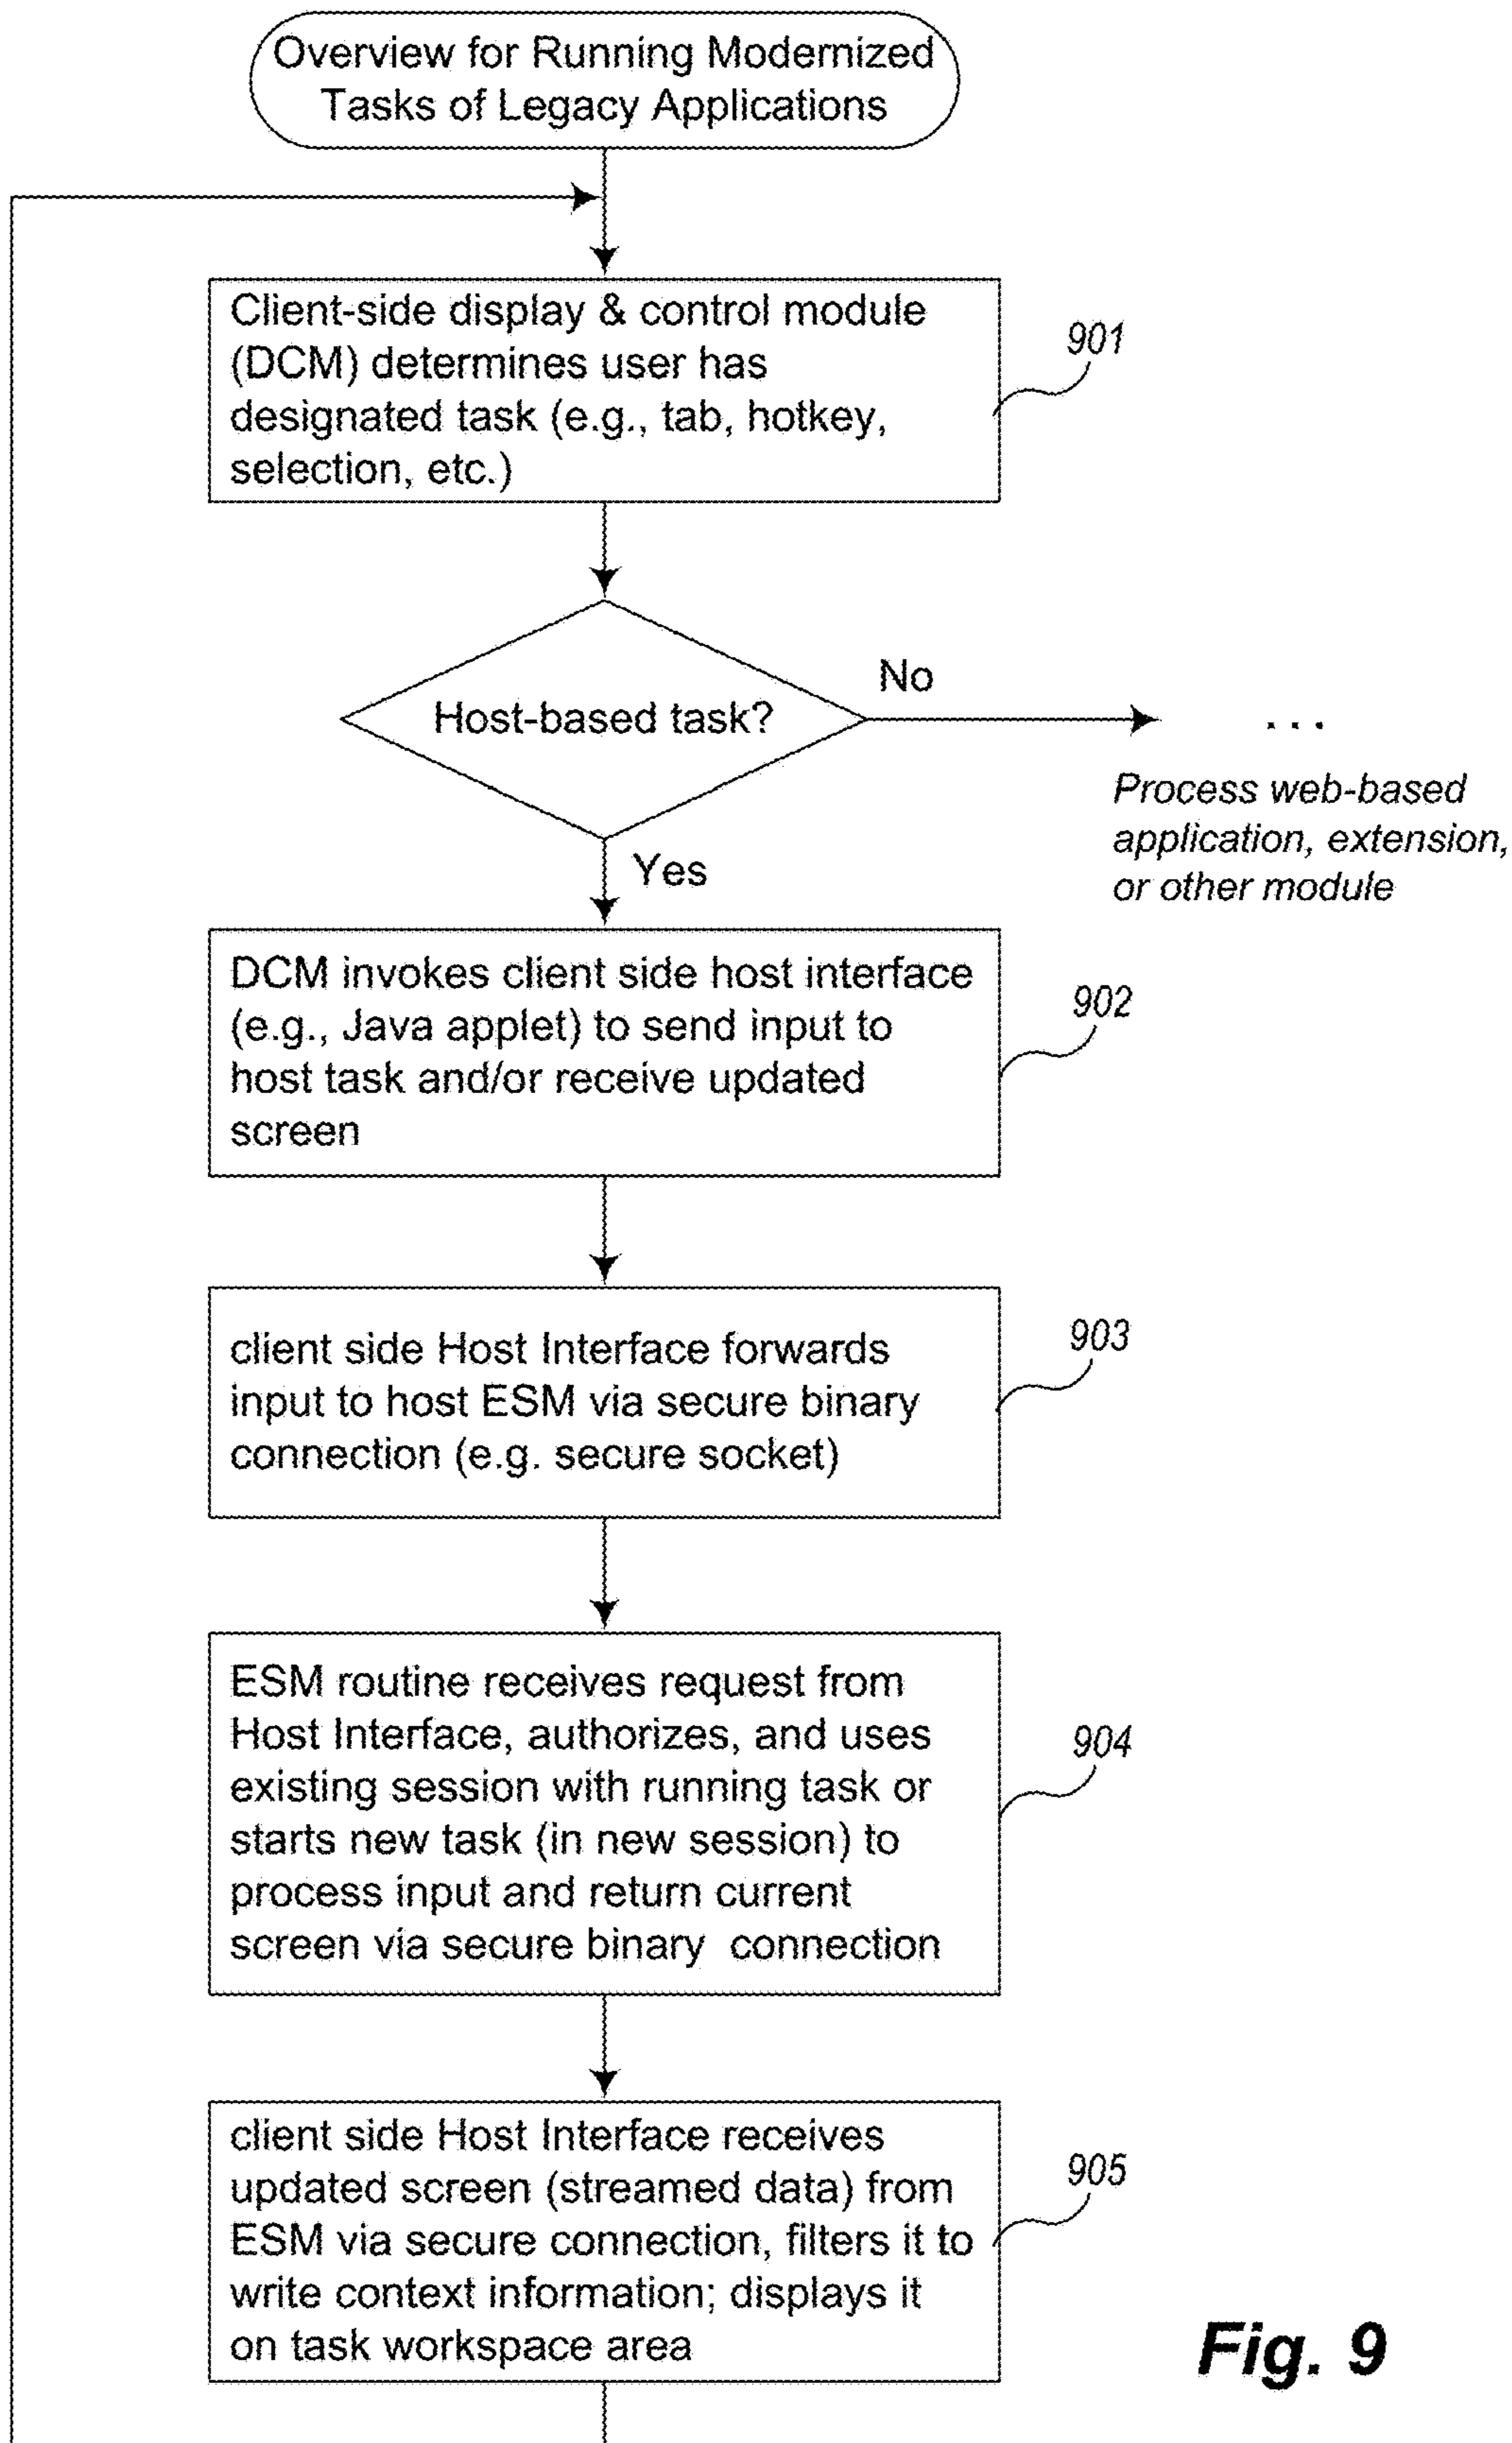 Overview for Running Modernized
Tasks of Legacy Applications
Client-side display & control module
(DCM) determines user has
designated task (e.g., tab, hotkey,
selection, etc.)
901
Host-based task?
No
. . .
Process web-based
application, extension,
or other module
Yes
DCM invokes client side host interface
(e.g., Java applet) to send input to
host task and/or receive updated
screen
902
client side Host Interface forwards
input to host ESM via secure binary
connection (e.g. secure socket)
903
ESM routine receives request from
Host Interface, authorizes, and uses
existing session with running task or
starts new task (in new session) to
process input and return current
screen via secure binary connection
904
client side Host Interface receives
updated screen (streamed data) from
ESM via secure connection, filters it to
write context information; displays it
on task workspace area
905
Fig. 9